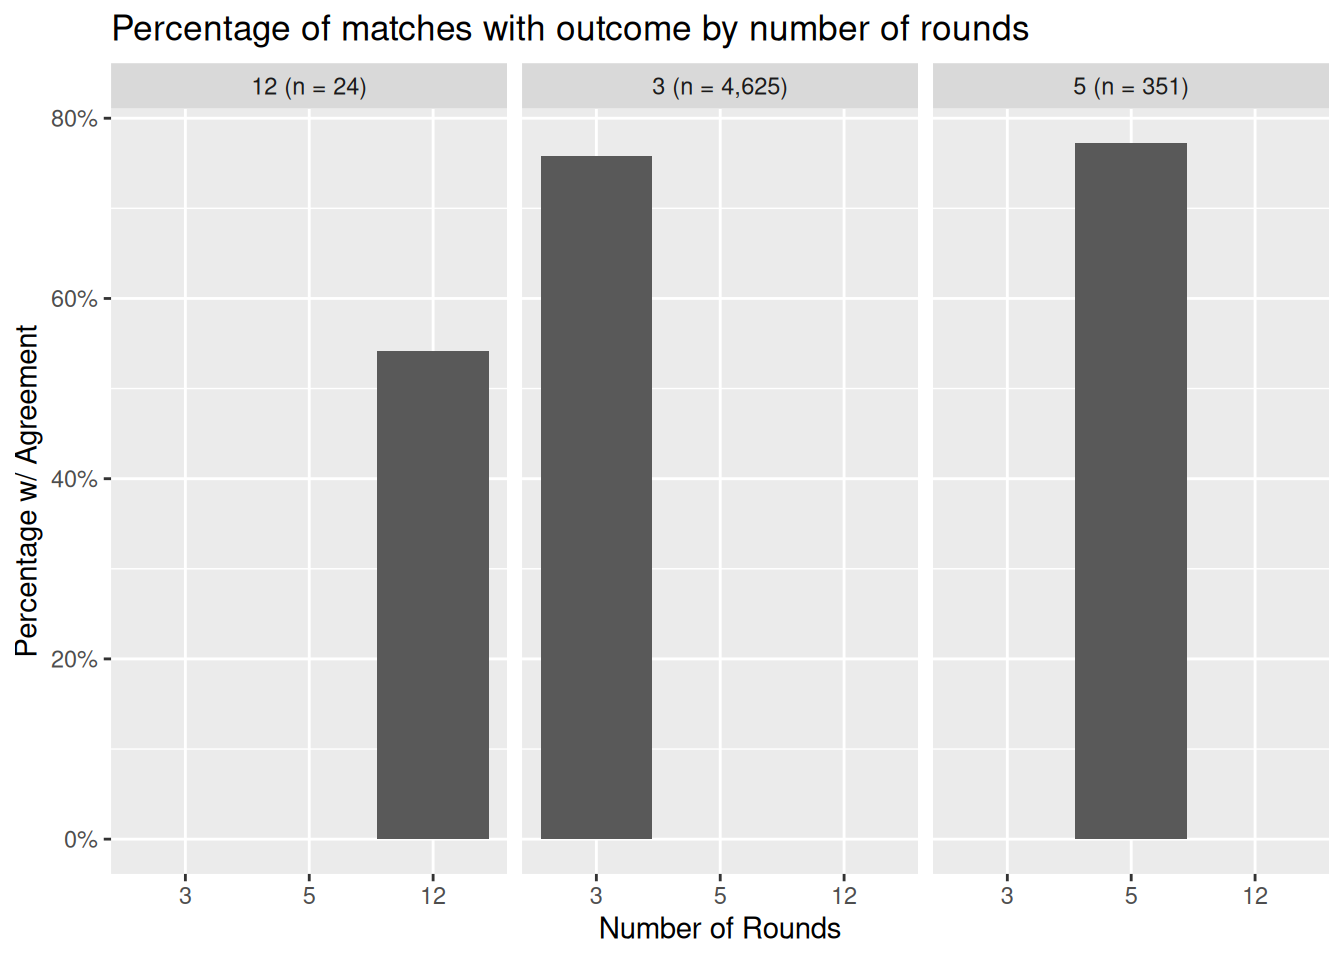 Percentage of matches with outcome by number of rounds
12 (n = 24)
3 (n = 4,625)
5 (n = 351)
80%
60%
40%
20%
0%
Percentage w/ Agreement
3 5 12
3 5 12
3 5 12
Number of Rounds